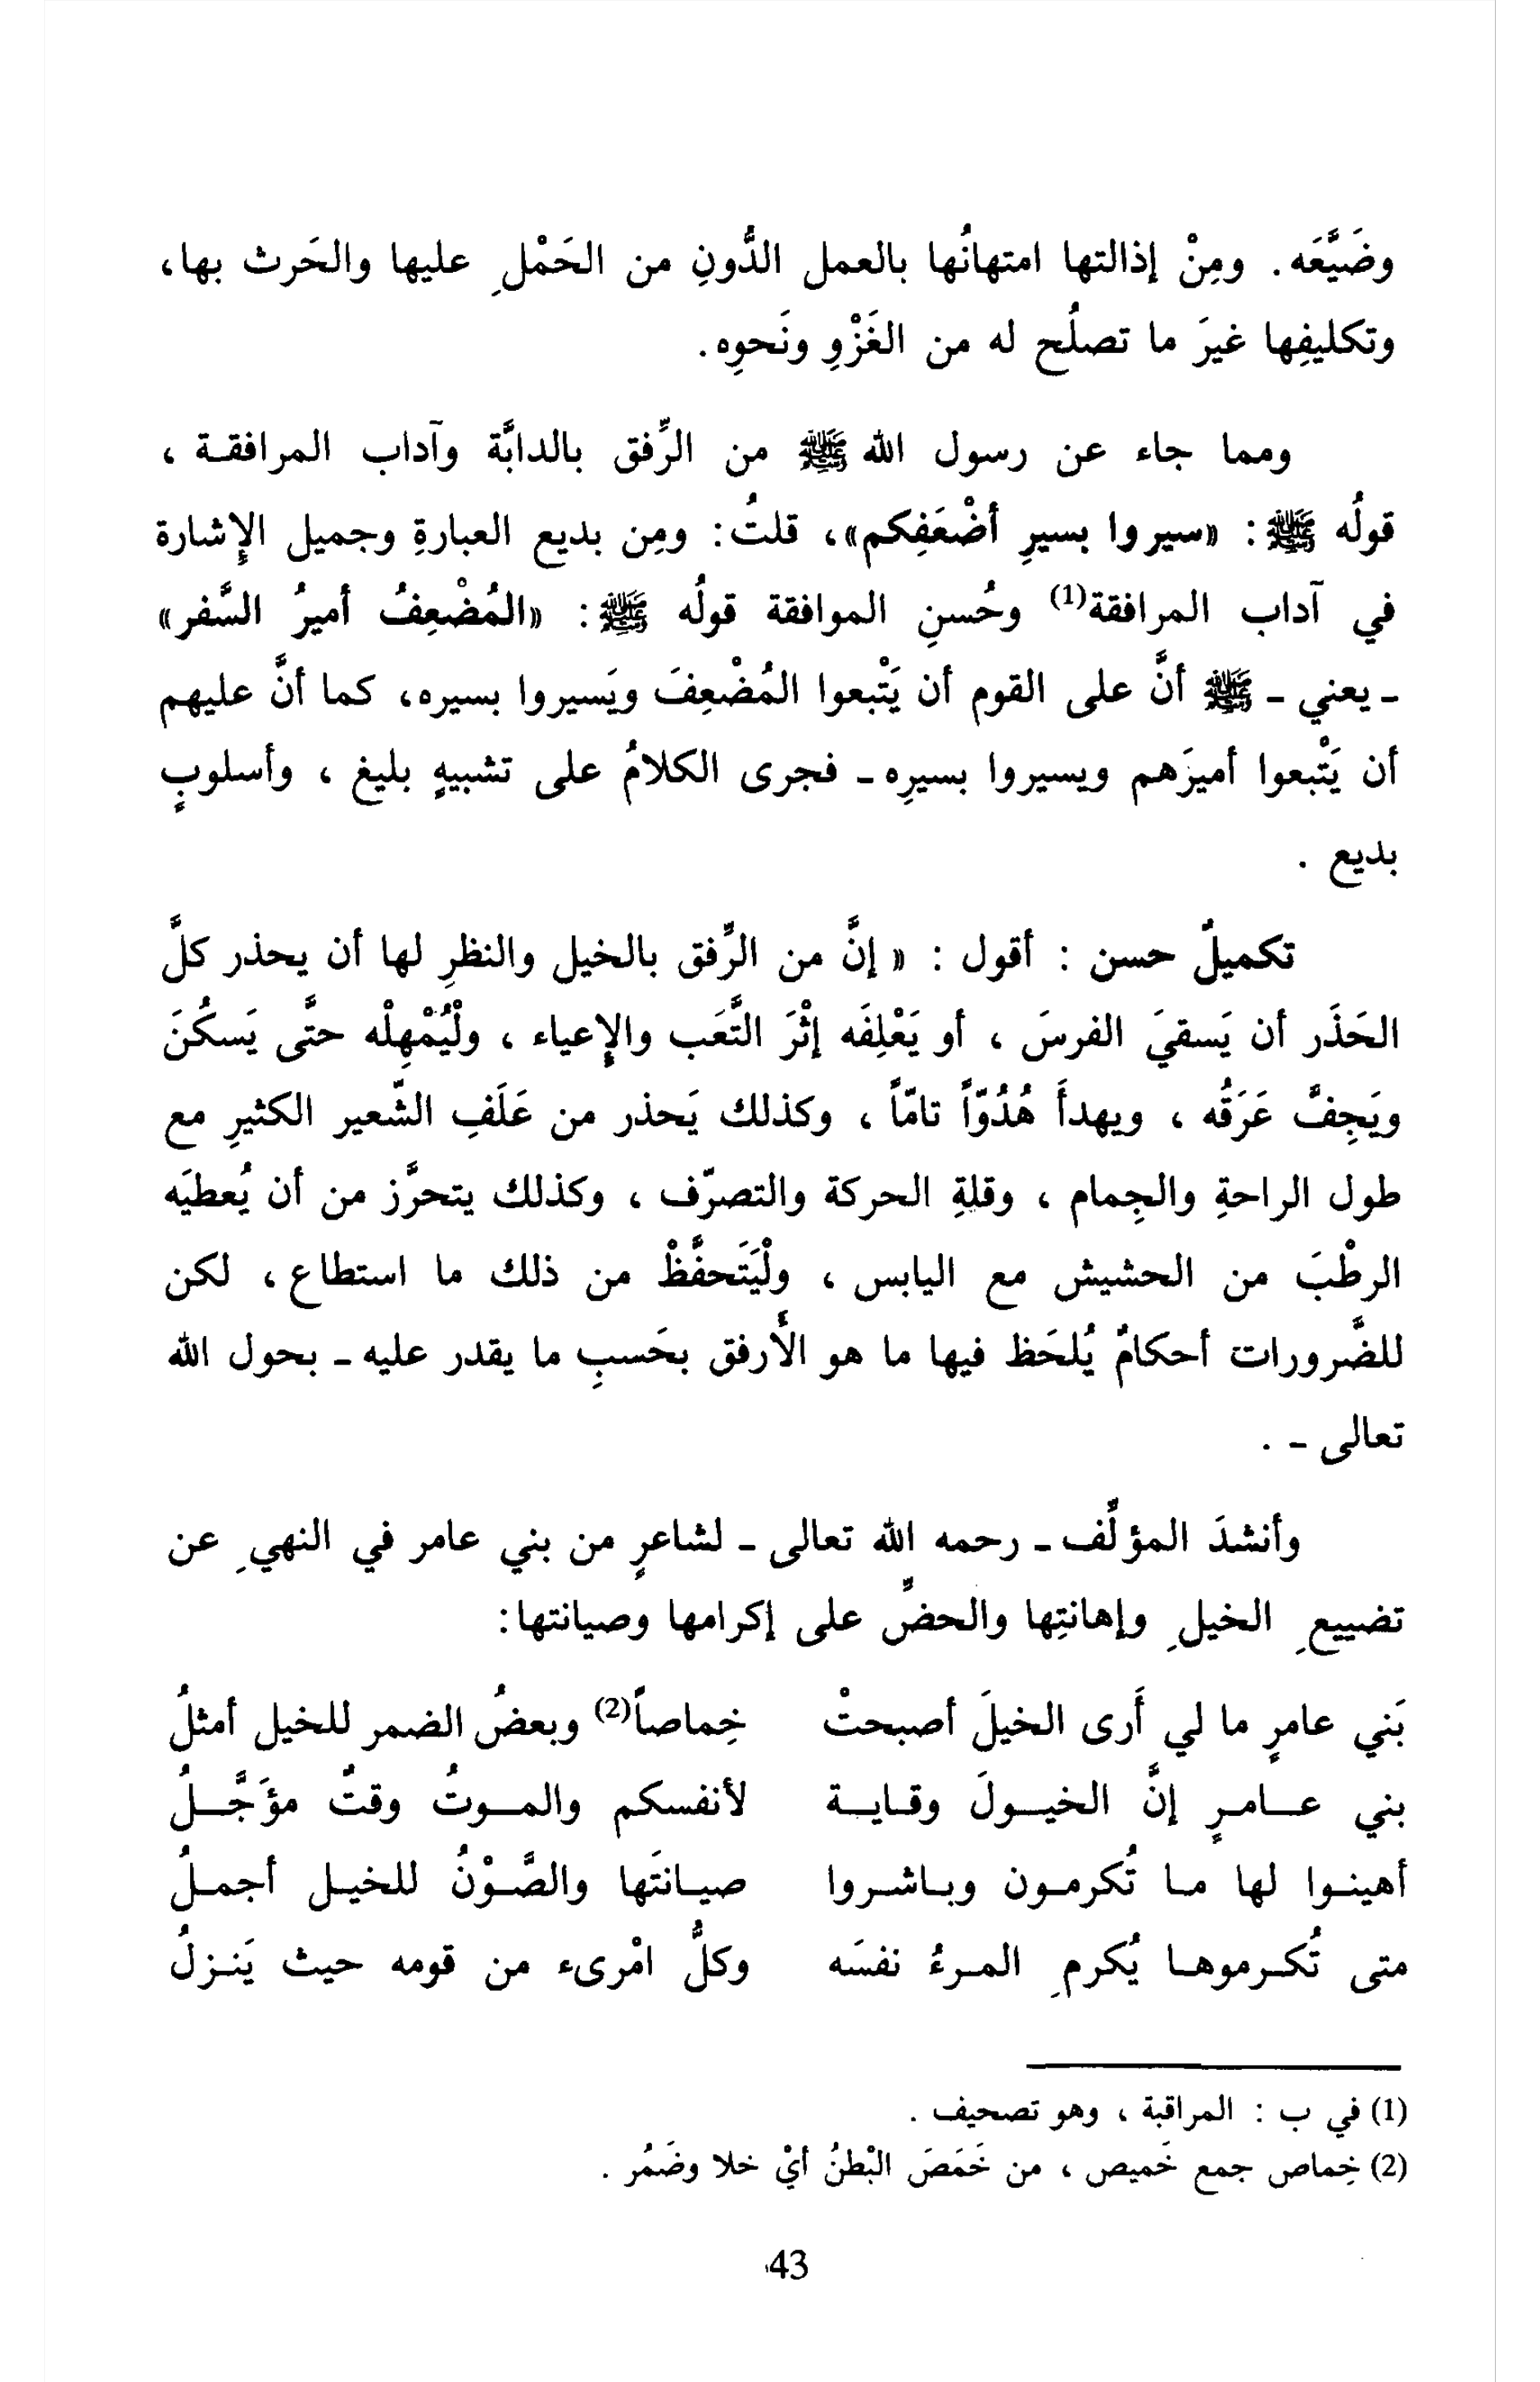 وضَيَّعَه. ومِنْ إذالتها امتهانُها بالعمل الدُّونِ من الحَمْلِ عليها والحَرث بها،
وتكليفِها غيرَ ما تصلُح له من الغَزْوِ ونَحوِه.
ومما جاء عن رسول الله ﷺ من الرِّفق بالدابَّة وآداب المرافقة ،
قولُه ﷺ : «سيروا بسيرِ أضْعَفِكم»، قلتُ: ومِن بديع العبارةِ وجميل الإِشارة
في آداب المرافقة(1) وحُسنِ الموافقة قولُه ﷺ : «المُضْعِفُ أميرُ السَّفر»
- يعني - ﷺ أنَّ على القوم أن يَتْبعوا المُضْعِفَ ويَسيروا بسيره، كما أنَّ عليهم
أن يَتْبعوا أميرَهم ويسيروا بسيرِه - فجرى الكلامُ على تشبيهٍ بليغ ، وأسلوبٍ
بديع .
تكميلٌ حسن : أقول : « إنَّ من الرِّفق بالخيل والنظرِ لها أن يحذر كلَّ
الحَذَر أن يَسقيَ الفرسَ ، أو يَعْلِفَه إثْرَ التَّعَب والإِعياء ، ولْيُمْهِلْه حتَّى يَسكُنَ
ويَجِفَّ عَرَقُه ، ويهدأَ هُدُوّاً تامّاً ، وكذلك يَحذر من عَلَفِ الشّعير الكثيرِ مع
طول الراحةِ والجِمام ، وقلةِ الحركة والتصرّف ، وكذلك يتحرَّز من أن يُعطيَه
الرطْبَ من الحشيش مع اليابس ، ولْيَتَحفَّظْ من ذلك ما استطاع، لكن
للضَّرورات أحكامٌ يُلحَظ فيها ما هو الأَرفق بحَسبِ ما يقدر عليه - بحول الله
تعالى - .
وأنشدَ المؤلِّف - رحمه الله تعالى - لشاعرٍ من بني عامر في النهيِ عن
تضييعِ الخيلِ وإهانتِها والحضِّ على إكرامها وصيانتها:
بَني عامرٍ ما لي أَرى الخيلَ أصبحتْ خِماصاً(2) وبعضُ الضمر للخيل أمثلُ
بني عـامـرٍ إنَّ الخيـولَ وقـايـة لأنفسكم والمـوتُ وقتٌ مؤَجَّـلُ
أهينـوا لها مـا تُكرمـون وبـاشـروا صيـانتَها والصَّـوْنُ للخيـل أجمـلُ
متى تُكـرموهـا يُكرمِ المـرءُ نفسَه وكلُّ امْرىء من قومه حيث يَنـزلُ
(1) في ب : المراقبة ، وهو تصحيف .
(2) خِماص جمع خَميص ، من خَمَصَ البْطنُ أيْ خلا وضَمُر .
43